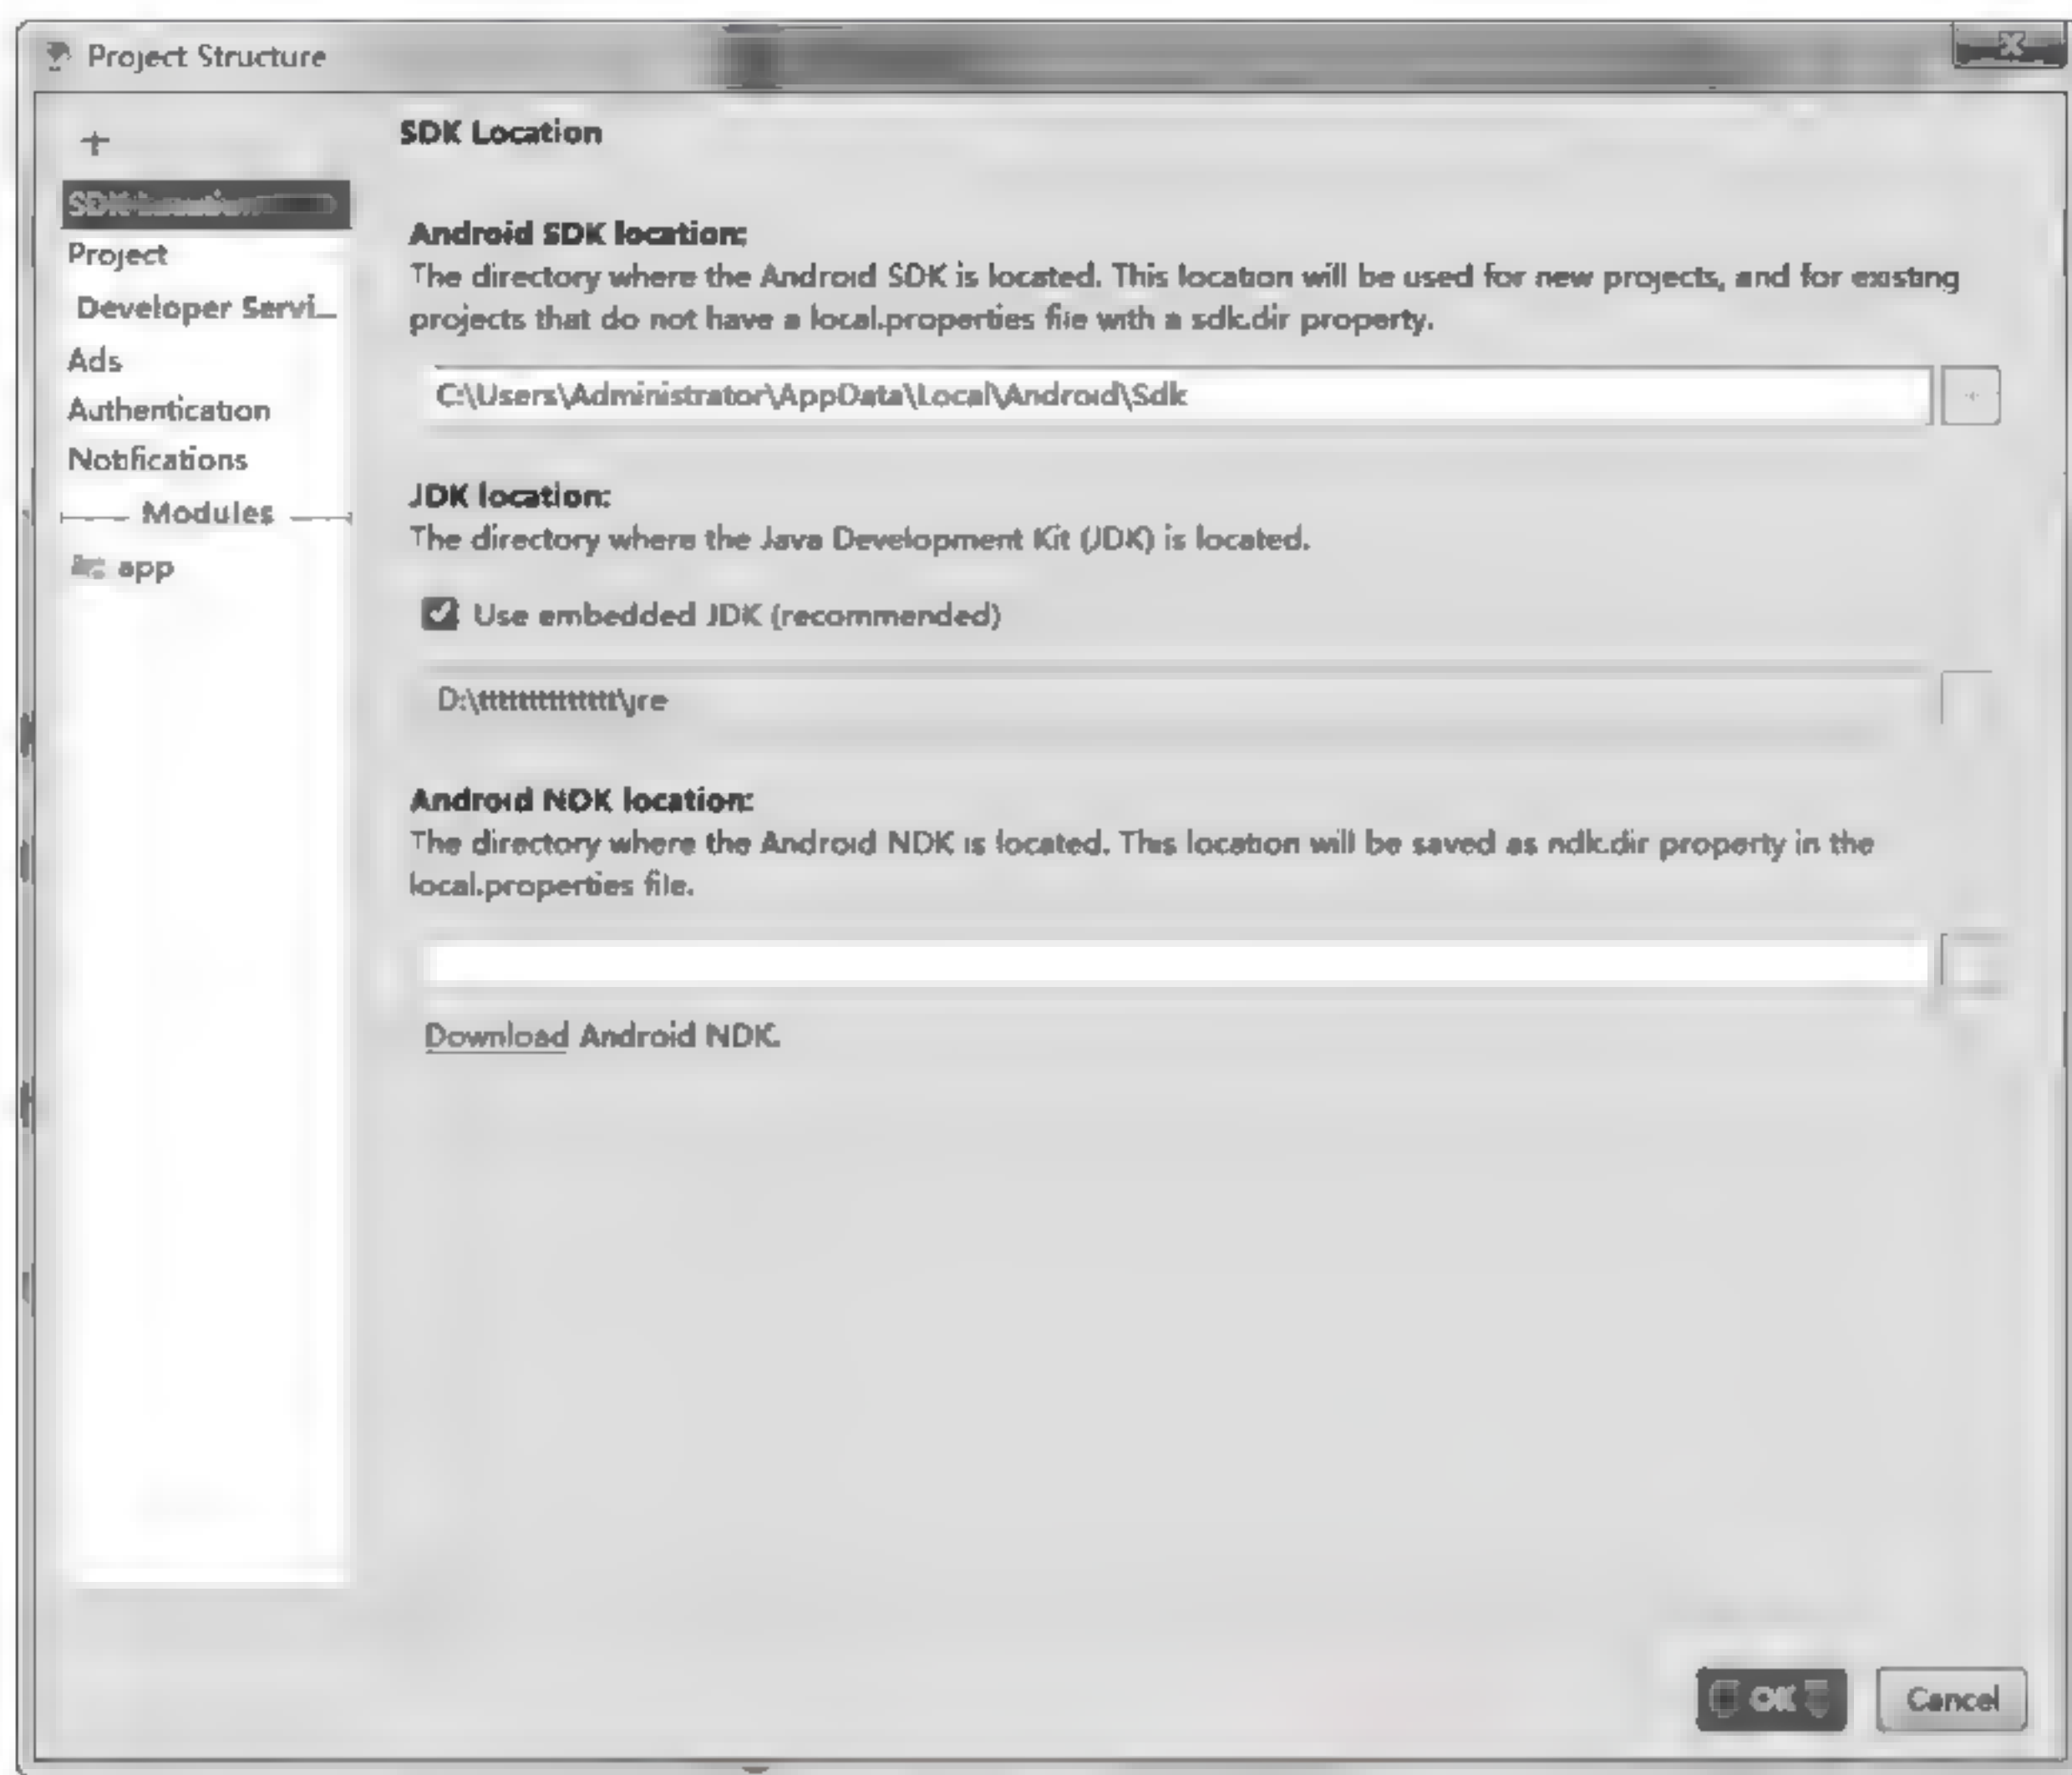 Project Structure
X
+
SDK Location
Project
Developer Servi...
Ads
Authentication
Notifications
Modules
app
SDK Location
Android SDK location:
The directory where the Android SDK is located. This location will be used for new projects, and for existing
projects that do not have a local.properties file with a sdk.dir property.
C:\Users\Administrator\AppData\Local\Android\Sdk
JDK location:
The directory where the Java Development Kit (JDK) is located.
Use embedded JDK (recommended)
Android NDK location:
The directory where the Android NDK is located. This location will be saved as ndk.dir property in the
local.properties file.
Download Android NDK.
OK
Cancel